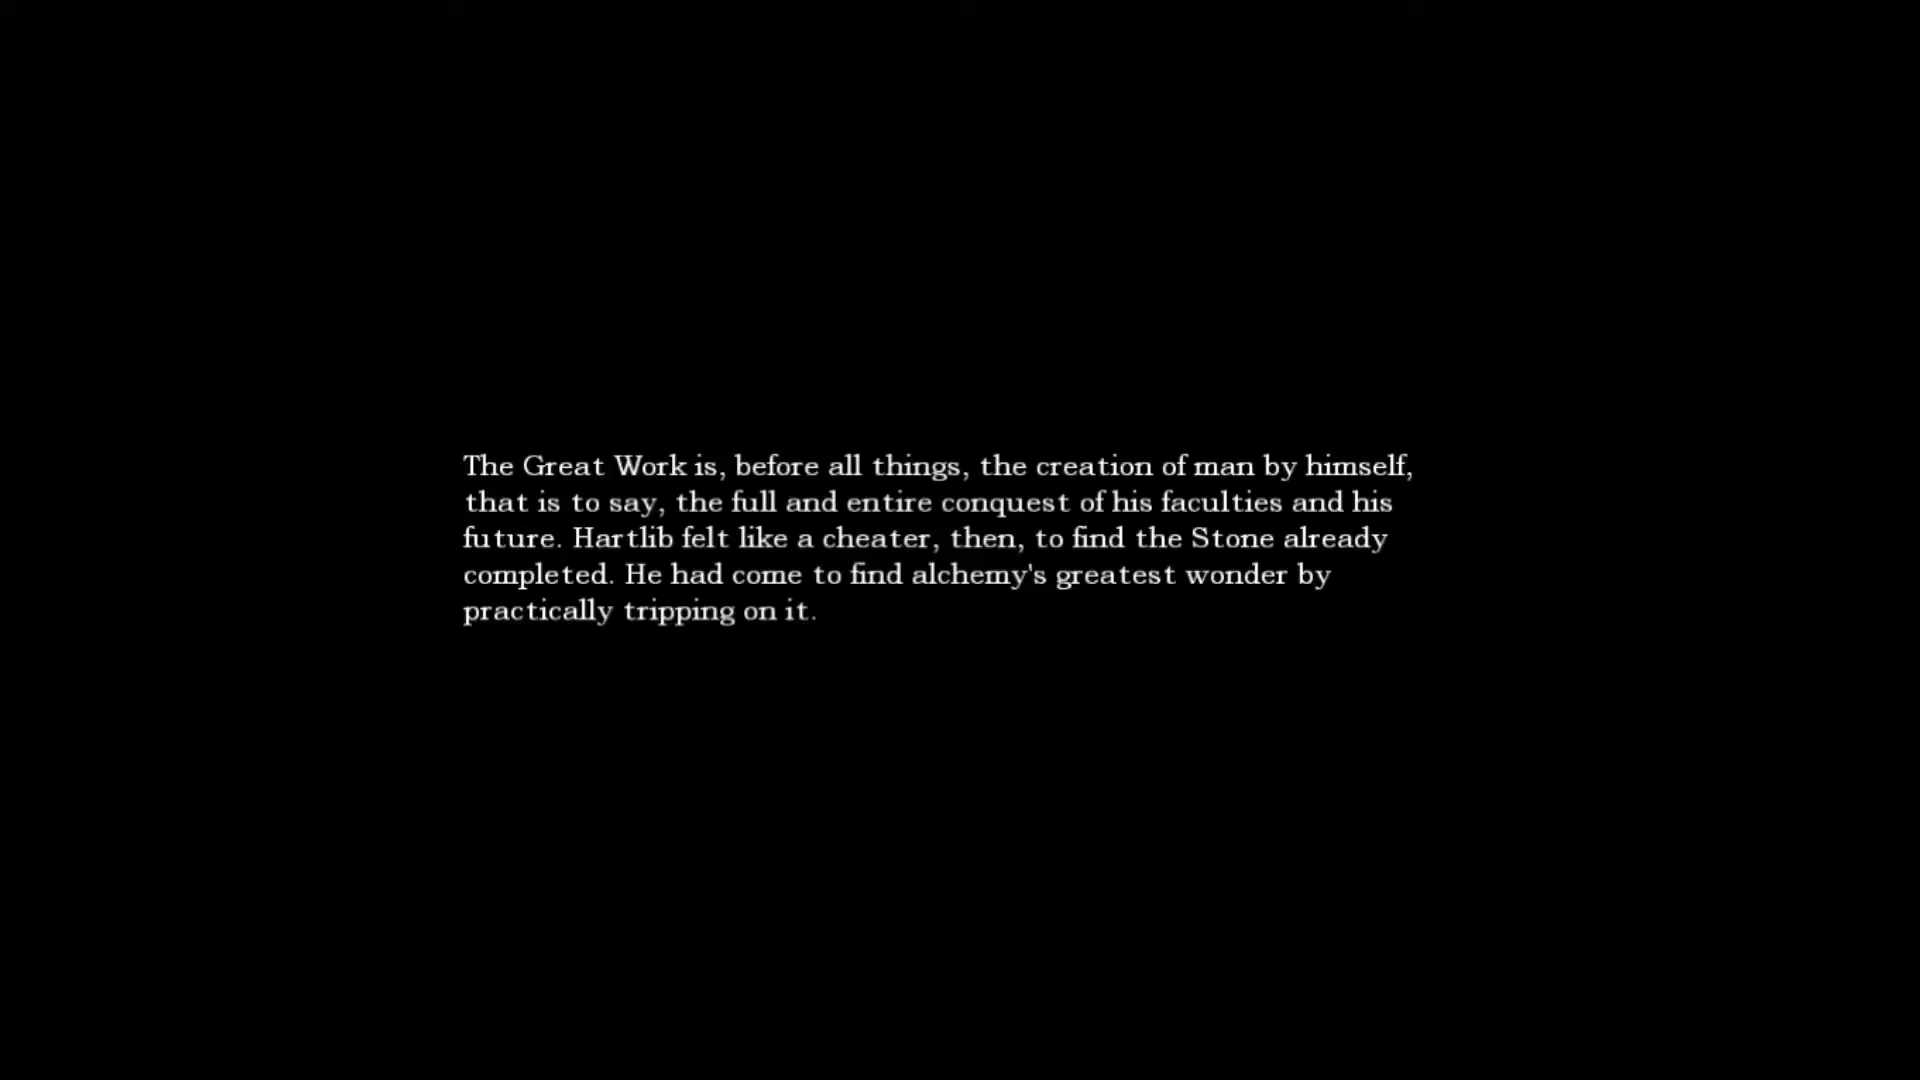 The Great Work is, before all things, the creation of man by himself,
that is to say, the full and entire conquest of his faculties and his
future. Hartlib felt like a cheater, then, to find the Stone already
completed. He had come to find alchemy's greatest wonder by
practically tripping on it.